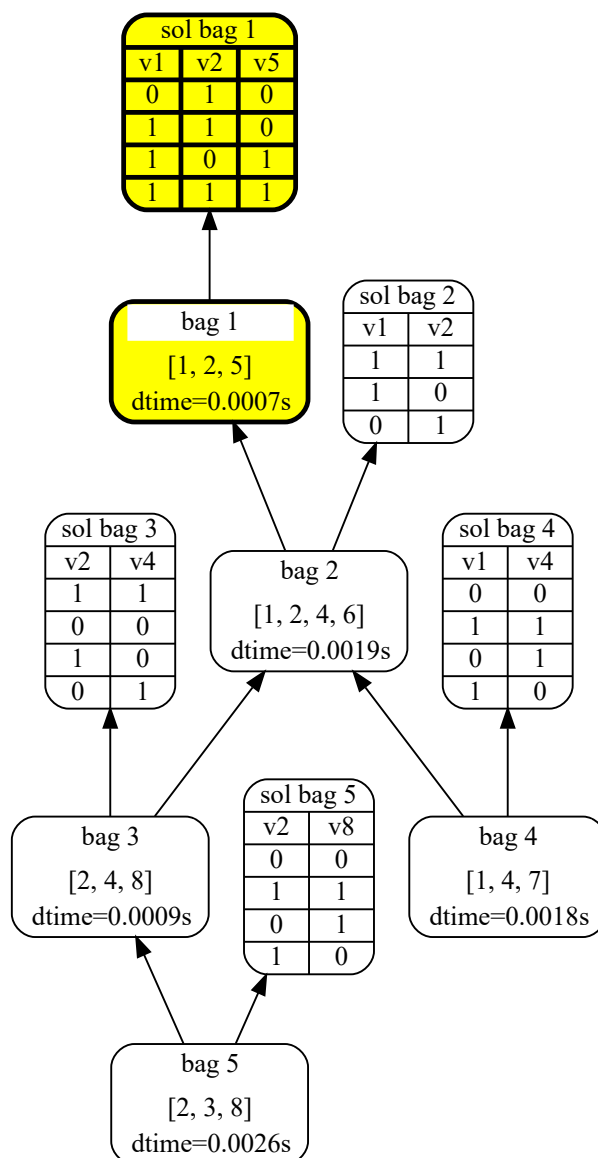 sol bag 1
v1 v2 v5
0 1 0
1 1 0
1 0 1
1 1 1
bag 1
[1, 2, 5]
dtime=0.0007s
sol bag 2
v1 v2
1 1
1 0
0 1
sol bag 3
v2 v4
1 1
0 0
1 0
0 1
bag 2
[1, 2, 4, 6]
dtime=0.0019s
sol bag 4
v1 v4
0 0
1 1
0 1
1 0
bag 3
[2, 4, 8]
dtime=0.0009s
sol bag 5
v2 v8
0 0
1 1
0 1
1 0
bag 4
[1, 4, 7]
dtime=0.0018s
bag 5
[2, 3, 8]
dtime=0.0026s